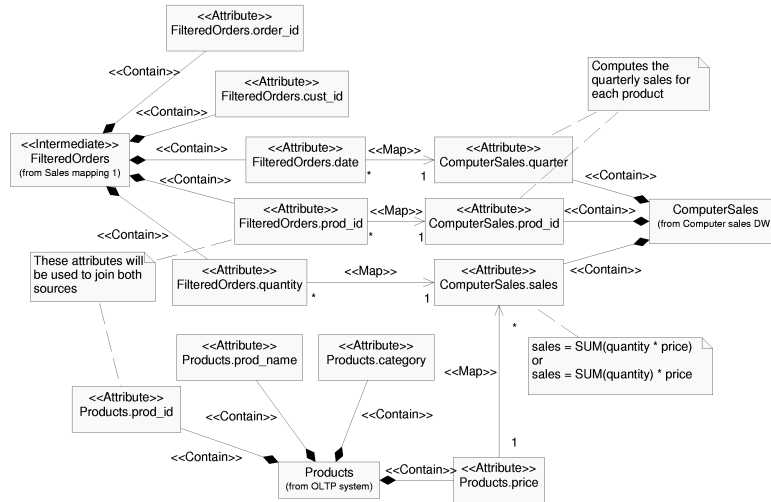 <<Attribute>>
FilteredOrders.order_id
<<Contain>>
<<Attribute>>
FilteredOrders.cust_id
<<Contain>>
Computes the
quarterly sales for
each product
<<Intermediate>>
FilteredOrders
(from Sales mapping 1)
<<Contain>>
<<Attribute>>
FilteredOrders.date
<<Map>>
*
1
<<Attribute>>
ComputerSales.quarter
<<Contain>>
<<Contain>>
<<Attribute>>
FilteredOrders.prod_id
<<Map>>
*
1
<<Attribute>>
ComputerSales.prod_id
<<Contain>>
ComputerSales
(from Computer sales DW
<<Contain>>
These attributes will
be used to join both
sources
<<Attribute>>
FilteredOrders.quantity
<<Map>>
*
1
<<Attribute>>
ComputerSales.sales
<<Contain>>
*
sales = SUM(quantity * price)
or
sales = SUM(quantity) * price
<<Attribute>>
Products.prod_name
<<Attribute>>
Products.category
<<Map>>
<<Attribute>>
Products.prod_id
<<Contain>>
<<Contain>>
<<Contain>>
1
Products
(from OLTP system)
<<Contain>>
<<Attribute>>
Products.price